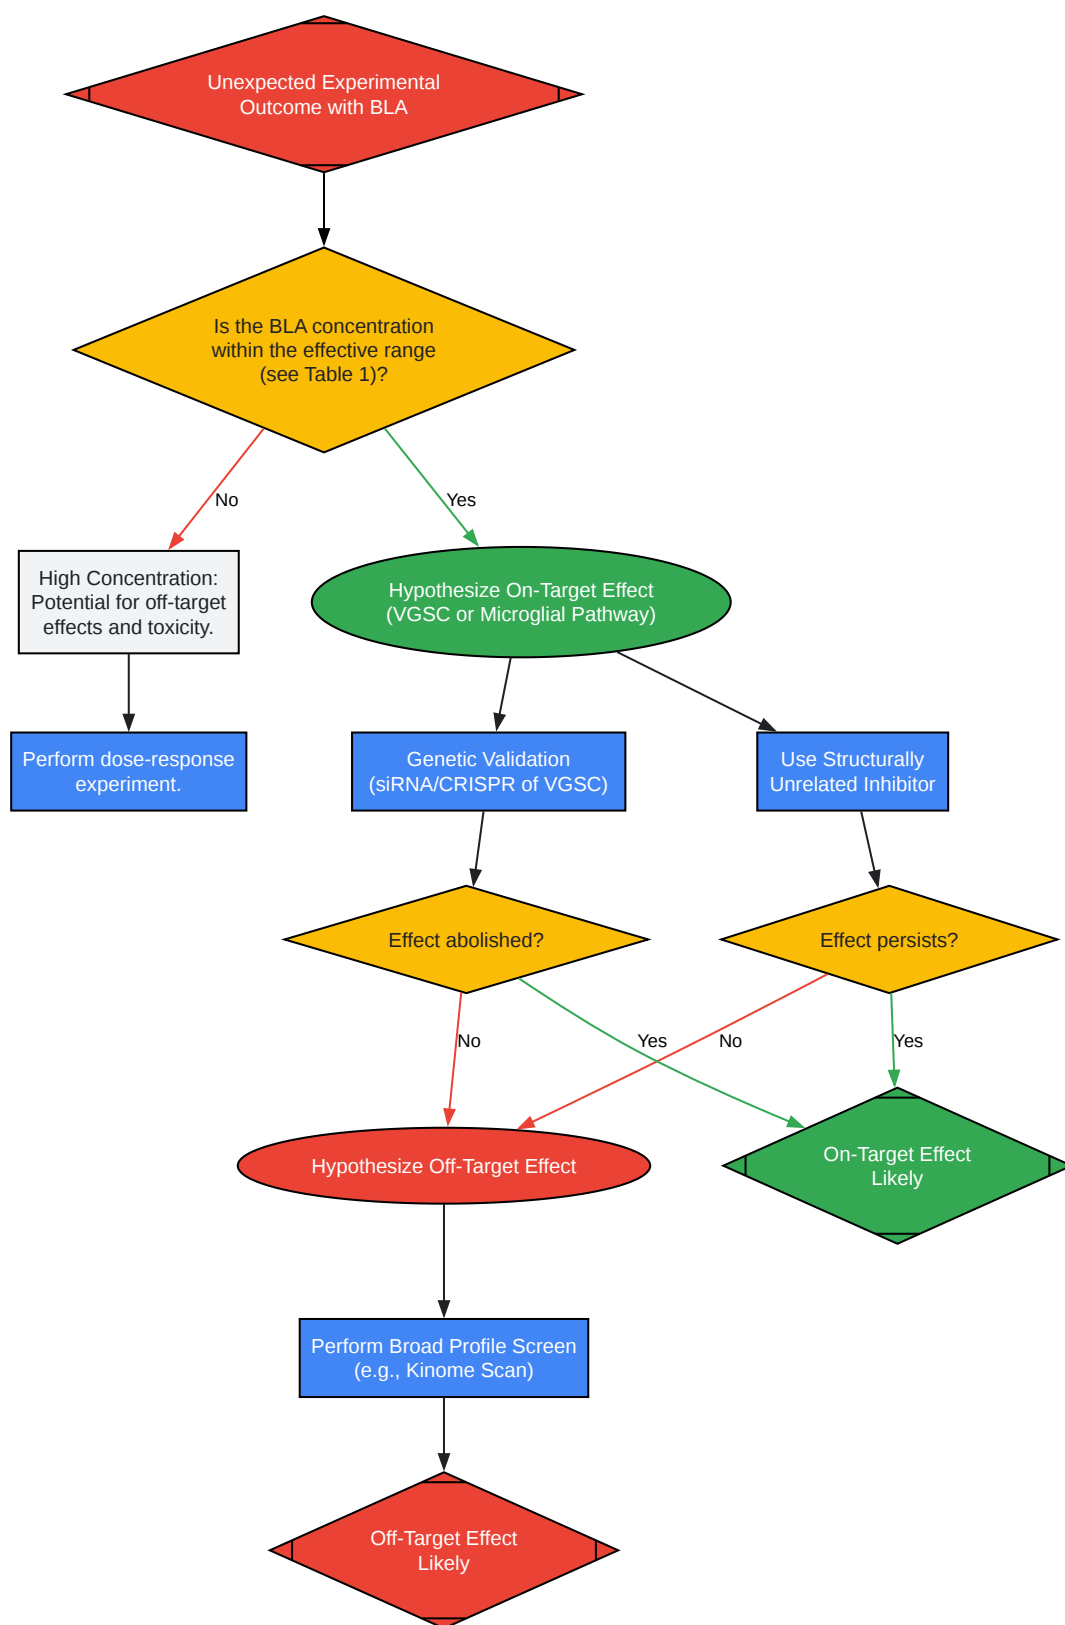 Unexpected Experimental
Outcome with BLA
Is the BLA concentration
within the effective range
(see Table 1)?
No
Yes
High Concentration:
Potential for off-target
effects and toxicity.
Hypothesize On-Target Effect
(VGSC or Microglial Pathway)
Perform dose-response
experiment.
Genetic Validation
(siRNA/CRISPR of VGSC)
Use Structurally
Unrelated Inhibitor
Effect abolished?
Effect persists?
No
Yes
No
Yes
Hypothesize Off-Target Effect
On-Target Effect
Likely
Perform Broad Profile Screen
(e.g., Kinome Scan)
Off-Target Effect
Likely